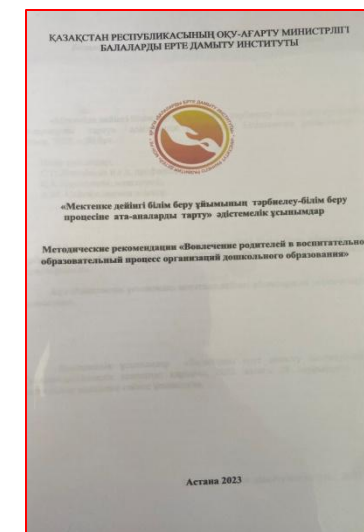 ҚАЗАҚСТАН РЕСПУБЛИКАСЫНЫҢ ОҚУ-АҒАРТУ МИНИСТРЛІГІ
БАЛАЛАРДЫ ЕРТЕ ДАМЫТУ ИНСТИТУТЫ
«Мектепке дейінгі білім беру ұйымының тәрбиелеу-білім беру
процесіне ата-аналарды тарту» әдістемелік ұсынымдар
Методические рекомендации «Вовлечение родителей в воспитательно
образовательный процесс организаций дошкольного образования»
Астана 2023